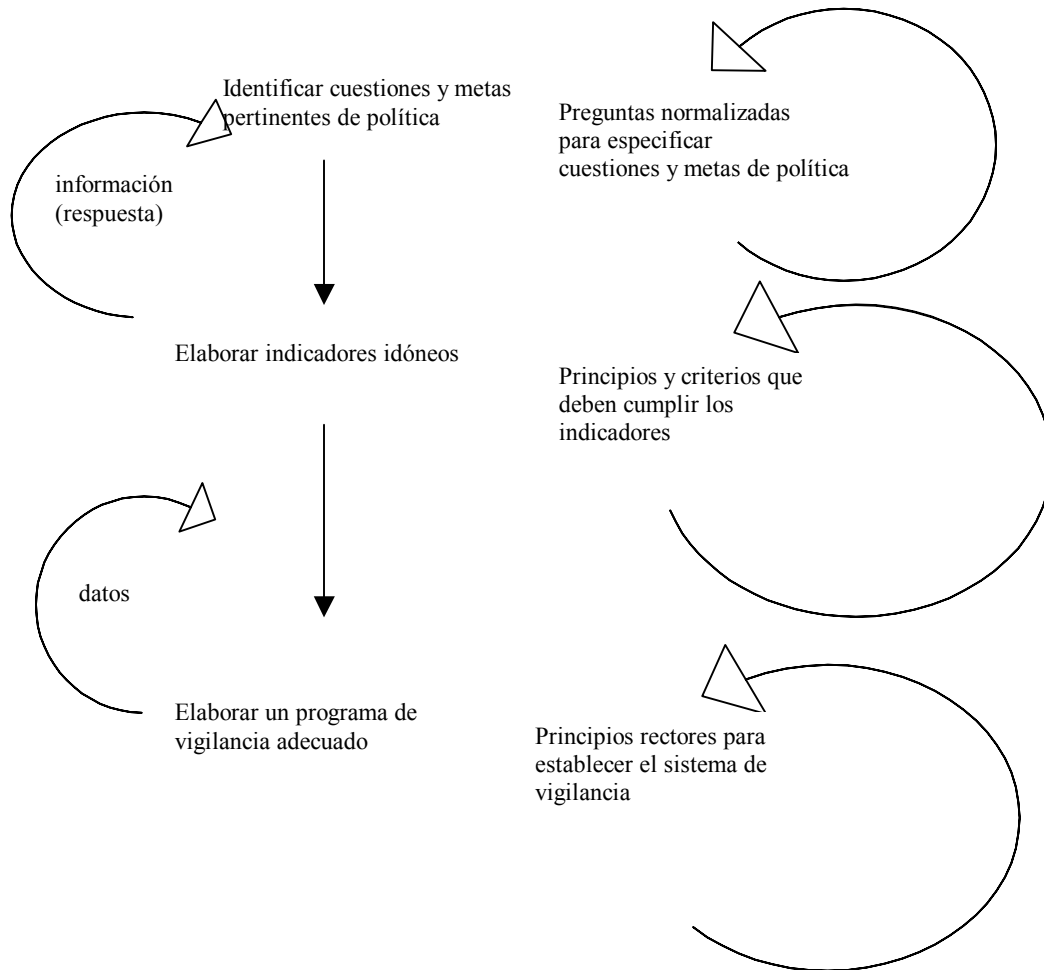 Identificar cuestiones y metas
pertinentes de política
Preguntas normalizadas
para especificar
cuestiones y metas de política
información
(respuesta)
Elaborar indicadores idóneos
Principios y criterios que
deben cumplir los
indicadores
datos
Elaborar un programa de
vigilancia adecuado
Principios rectores para
establecer el sistema de
vigilancia